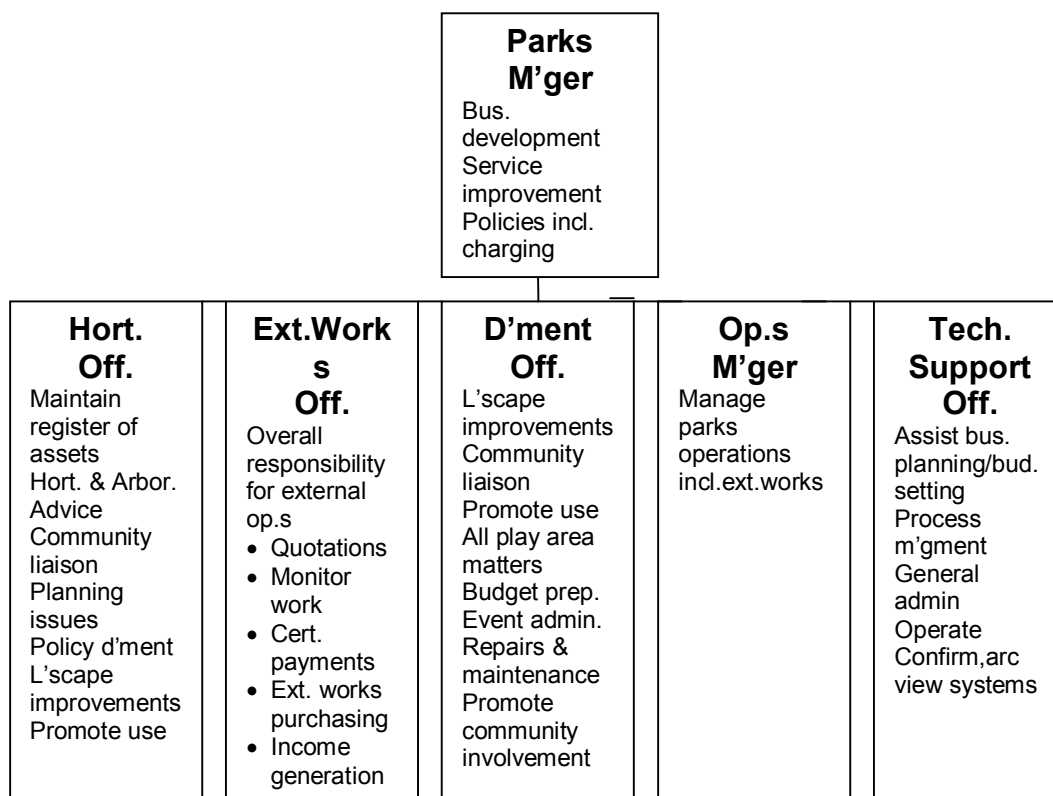 Parks
M’ger
Bus.
development
Service
improvement
Policies incl.
charging
Hort.
Off.
Maintain
register of
assets
Hort. & Arbor.
Advice
Community
liaison
Planning
issues
Policy d’ment
L’scape
improvements
Promote use
Ext.Work
s
Off.
Overall
responsibility
for external
op.s
• Quotations
• Monitor
work
• Cert.
payments
• Ext. works
purchasing
• Income
generation
D’ment
Off.
L’scape
improvements
Community
liaison
Promote use
All play area
matters
Budget prep.
Event admin.
Repairs &
maintenance
Promote
community
involvement
Op.s
M’ger
Manage
parks
operations
incl.ext.works
Tech.
Support
Off.
Assist bus.
planning/bud.
setting
Process
m’gment
General
admin
Operate
Confirm,arc
view systems